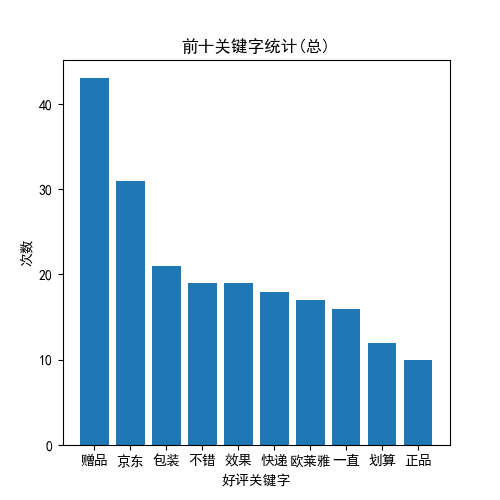 前十关键字统计(总)
次数
40
30
20
10
0
赠品 京东 包装 不错 效果 快递 欧莱雅 一直 划算 正品
好评关键字